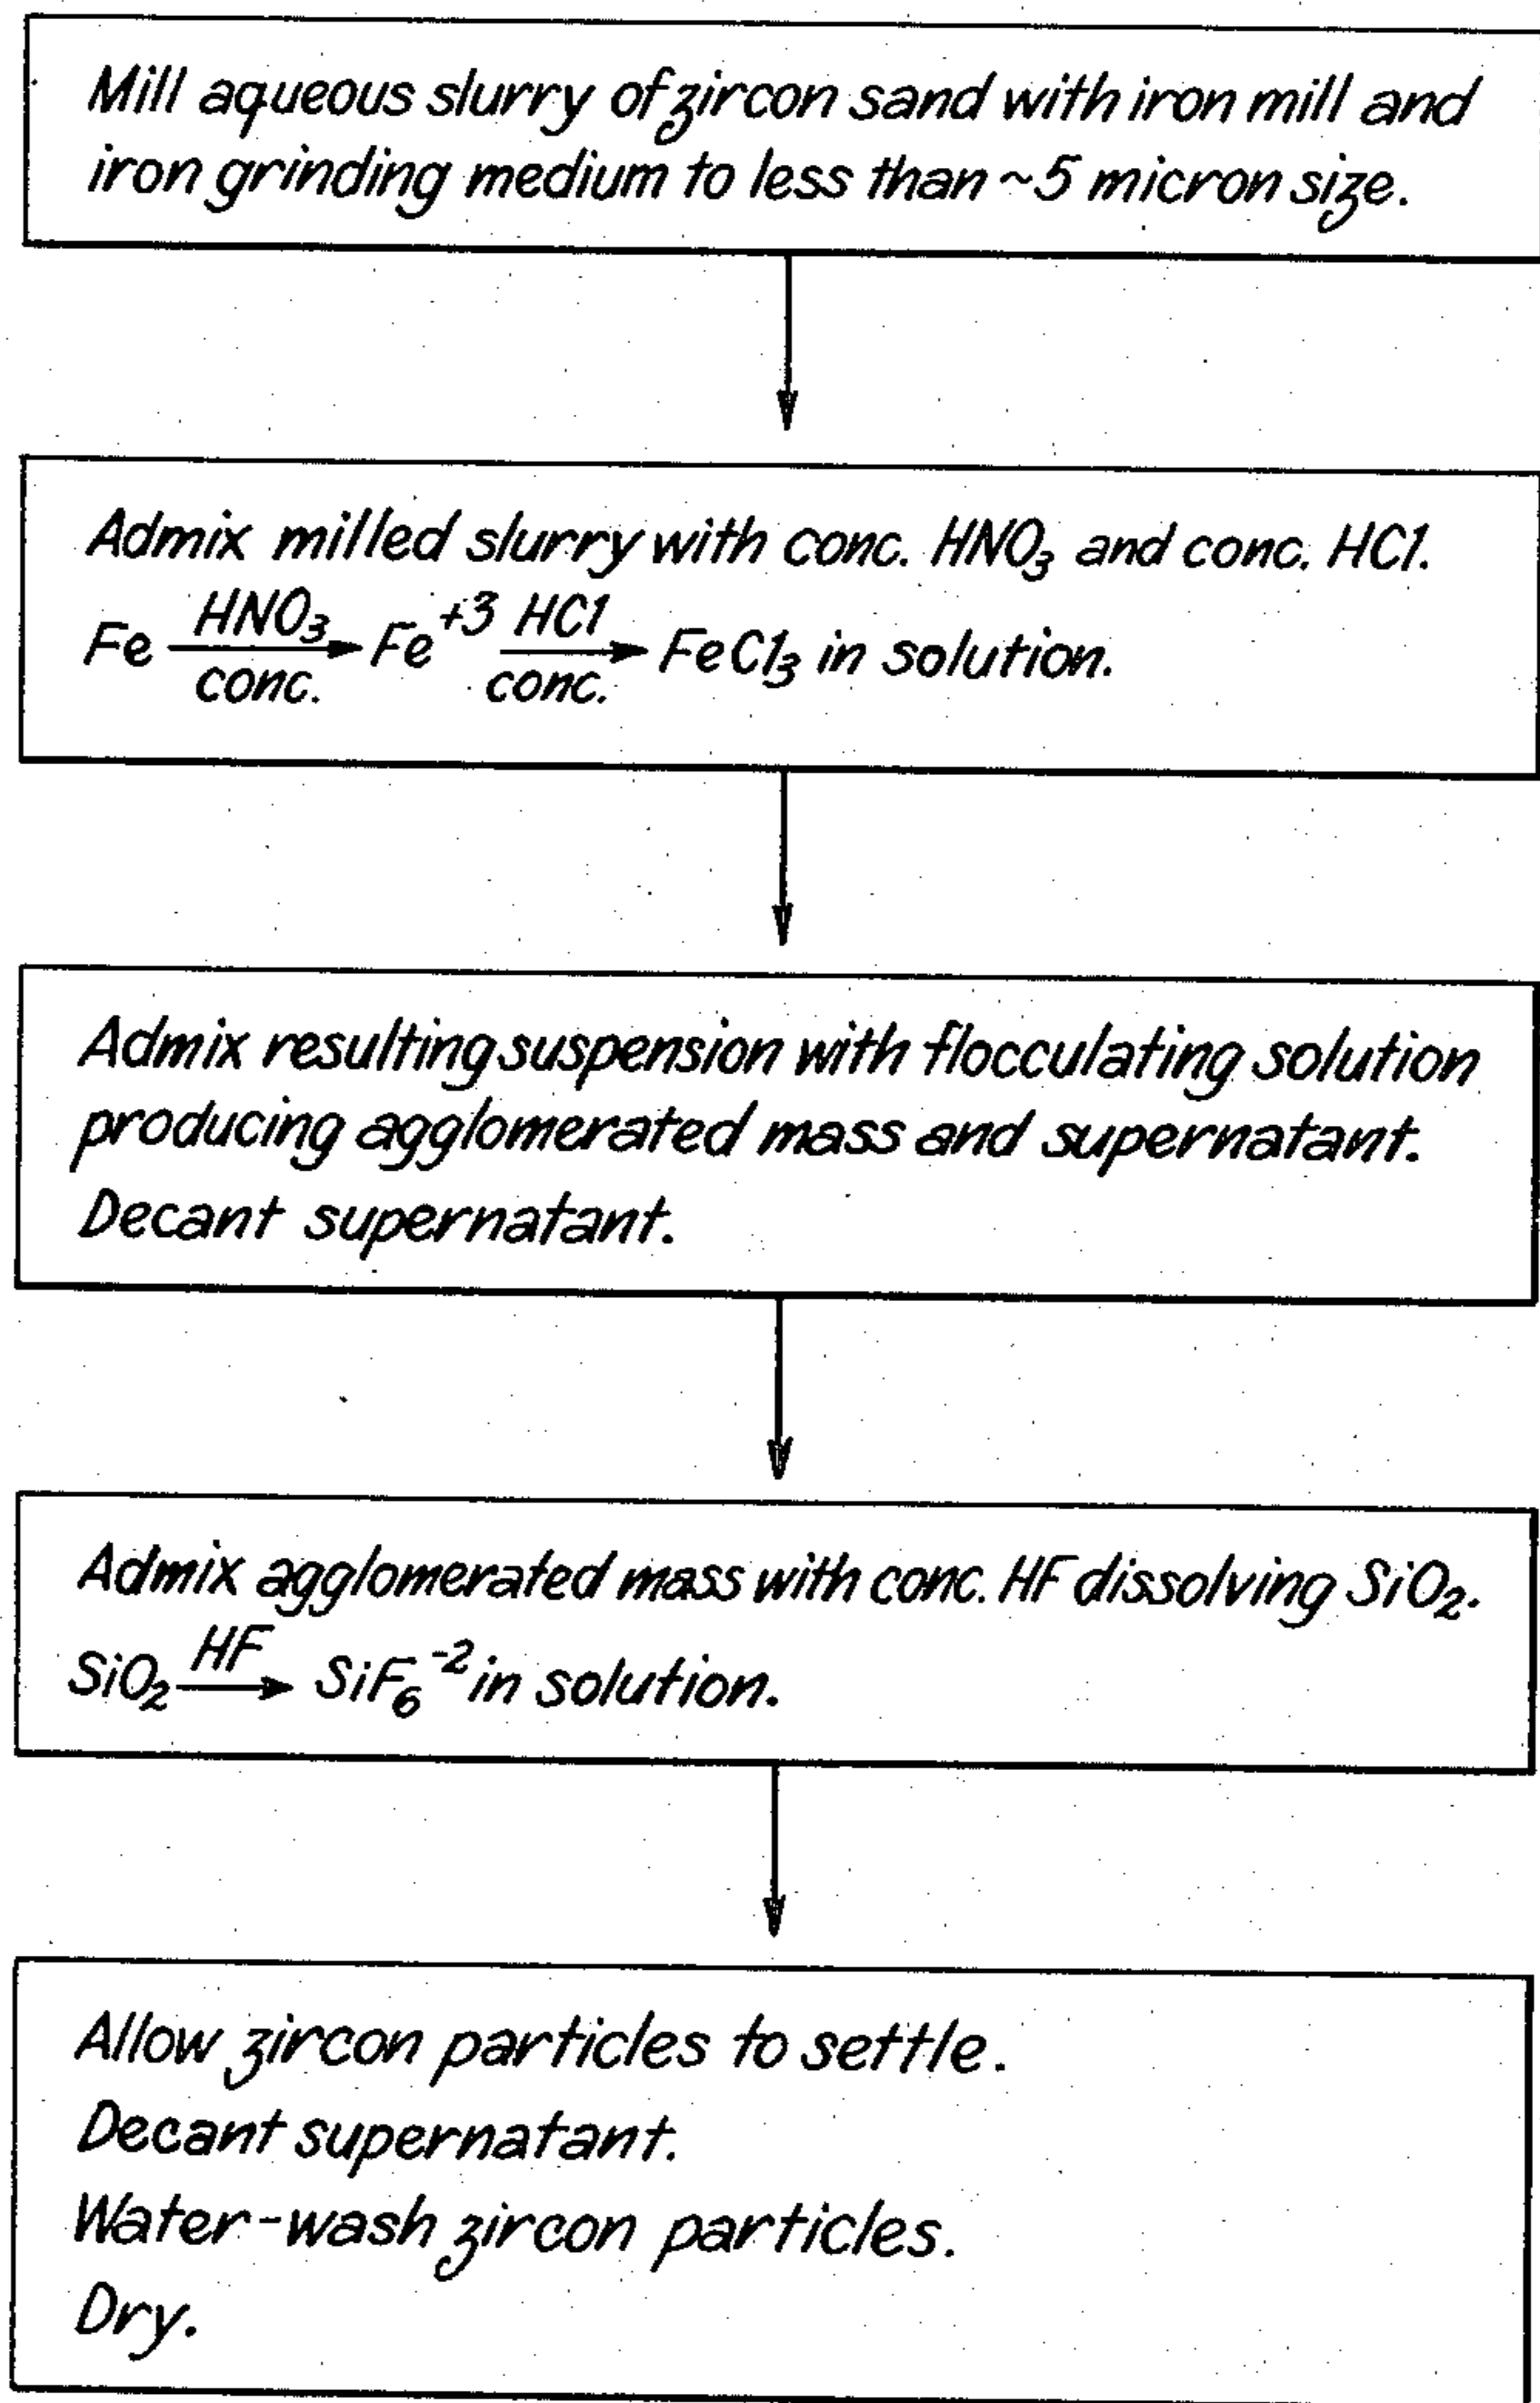 Mill aqueous slurry of zircon sand with iron mill and
iron grinding medium to less than ~5 micron size.
Admix milled slurry with conc. HNO₃ and conc. HCl.
Fe —HNO₃ conc.→ Fe⁺³ —HCl conc.→ FeCl₃ in solution.
Admix resulting suspension with flocculating solution
producing agglomerated mass and supernatant.
Decant supernatant.
Admix agglomerated mass with conc. HF dissolving SiO₂.
SiO₂ —HF→ SiF₆⁻² in solution.
Allow zircon particles to settle.
Decant supernatant.
Water-wash zircon particles.
Dry.